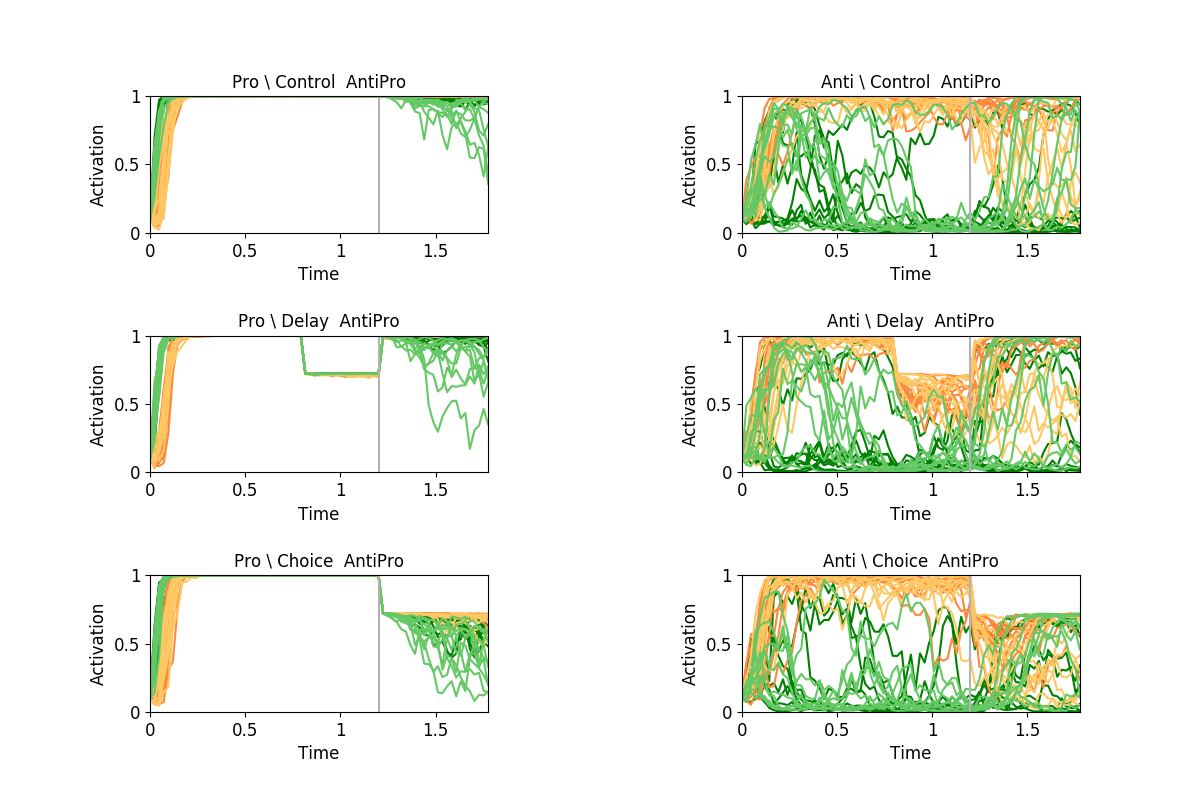 Pro \ Control  AntiPro
Activation
1
0.5
0
0
0.5
1
1.5
Time
Anti \ Control  AntiPro
Activation
1
0.5
0
0
0.5
1
1.5
Time
Pro \ Delay  AntiPro
Activation
1
0.5
0
0
0.5
1
1.5
Time
Anti \ Delay  AntiPro
Activation
1
0.5
0
0
0.5
1
1.5
Time
Pro \ Choice  AntiPro
Activation
1
0.5
0
0
0.5
1
1.5
Time
Anti \ Choice  AntiPro
Activation
1
0.5
0
0
0.5
1
1.5
Time